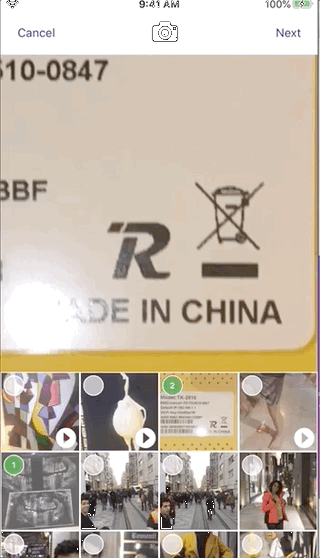 9:41 AM
100%
Cancel
Next
510-0847
BBF
R
ADE IN CHINA
2
1